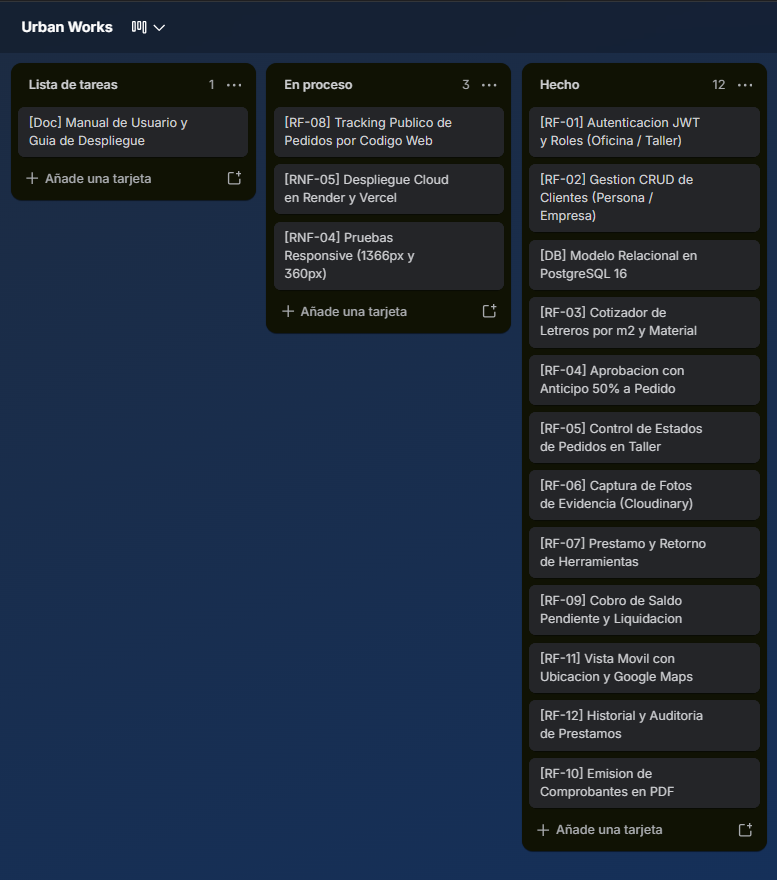 Urban Works
Lista de tareas 1
[Doc] Manual de Usuario y
Guia de Despliegue
Añade una tarjeta
En proceso 3
[RF-08] Tracking Publico de
Pedidos por Codigo Web
[RNF-05] Despliegue Cloud
en Render y Vercel
[RNF-04] Pruebas
Responsive (1366px y
360px)
Añade una tarjeta
Hecho 12
[RF-01] Autenticacion JWT
y Roles (Oficina / Taller)
[RF-02] Gestion CRUD de
Clientes (Persona /
Empresa)
[DB] Modelo Relacional en
PostgreSQL 16
[RF-03] Cotizador de
Letreros por m2 y Material
[RF-04] Aprobacion con
Anticipo 50% a Pedido
[RF-05] Control de Estados
de Pedidos en Taller
[RF-06] Captura de Fotos
de Evidencia (Cloudinary)
[RF-07] Prestamo y Retorno
de Herramientas
[RF-09] Cobro de Saldo
Pendiente y Liquidacion
[RF-11] Vista Movil con
Ubicacion y Google Maps
[RF-12] Historial y Auditoria
de Prestamos
[RF-10] Emision de
Comprobantes en PDF
Añade una tarjeta